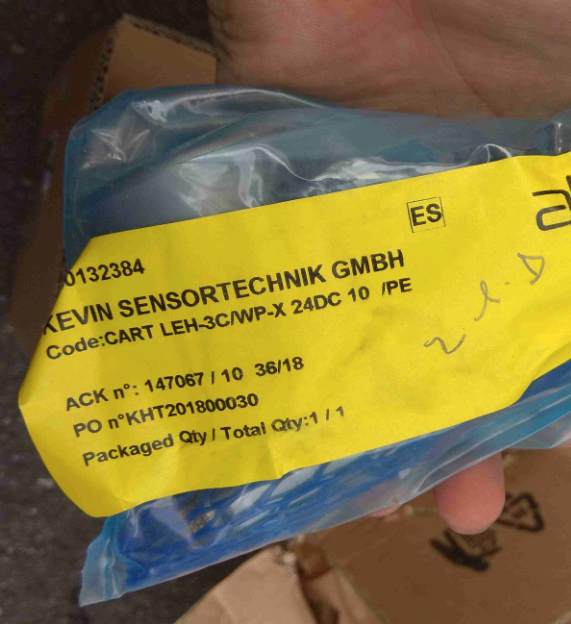 ES
0132384
KEVIN SENSORTECHNIK GMBH
Code:CART LEH-3C/WP-X 24DC 10 /PE
ACK n°: 147067 / 10 36/18
PO n°KHT201800030
Packaged Qty / Total Qty:1 / 1